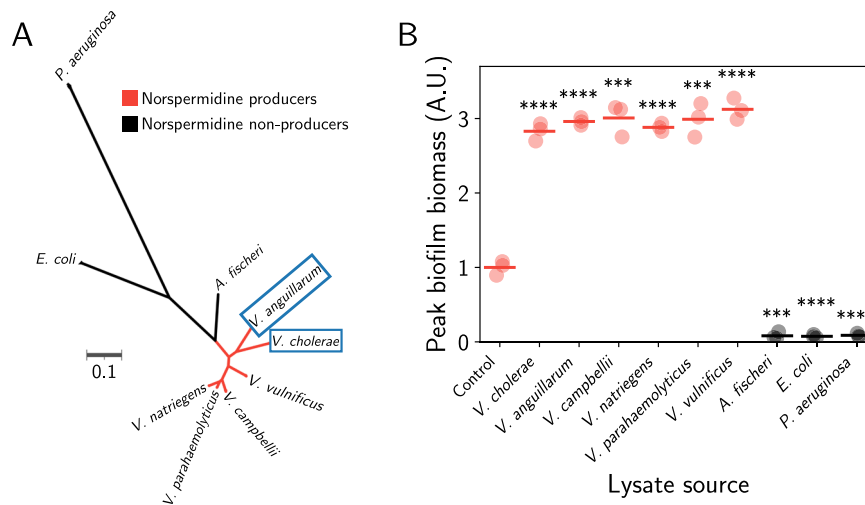 A
P. aeruginosa
Norspermidine producers
Norspermidine non-producers
E. coli
A. fischeri
V. anguillarum
V. cholerae
V. vulnificus
V. natriegens
V. parahaemolyticus
V. campbellii
0.1
B
Peak biofilm biomass (A.U.)
3
2
1
0
****
****
***
****
***
****
***
****
***
Control
V. cholerae
V. anguillarum
V. campbellii
V. natriegens
V. parahaemolyticus
V. vulnificus
A. fischeri
E. coli
P. aeruginosa
Lysate source